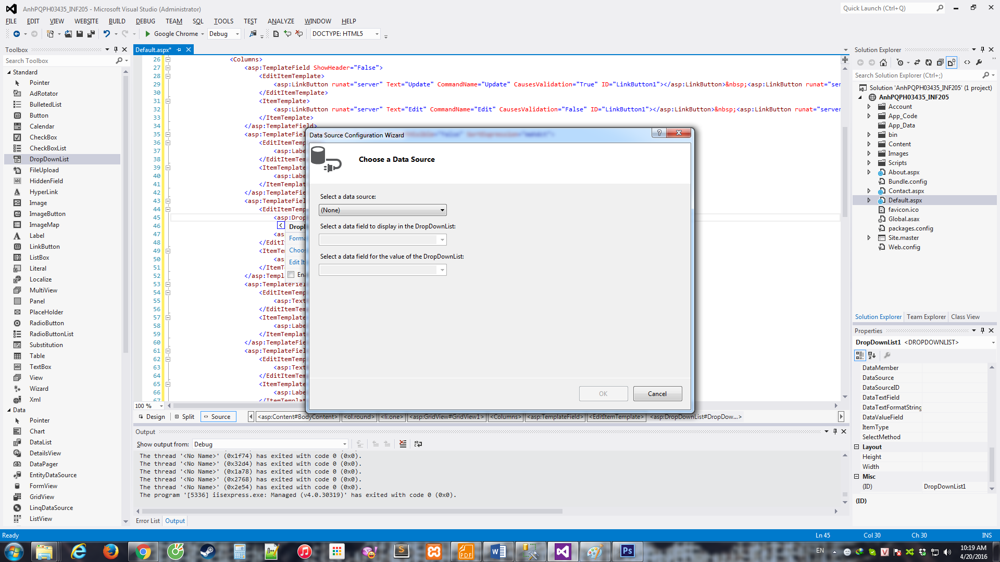 AnhPQPH03435_INF205 - Microsoft Visual Studio (Administrator)
Quick Launch (Ctrl+Q)
FILE EDIT VIEW WEBSITE BUILD DEBUG TEAM SQL TOOLS TEST ANALYZE WINDOW HELP
Google Chrome Debug DOCTYPE: HTML5
Toolbox
Search Toolbox
Standard
Pointer
AdRotator
BulletedList
Button
Calendar
CheckBox
CheckBoxList
DropDownList
FileUpload
HiddenField
HyperLink
Image
ImageButton
ImageMap
Label
LinkButton
ListBox
Literal
Localize
MultiView
Panel
PlaceHolder
RadioButton
RadioButtonList
Substitution
Table
TextBox
View
Wizard
Xml
Data
Pointer
Chart
DataList
DetailsView
DataPager
EntityDataSource
FormView
GridView
LinqDataSource
ListView
Default.aspx*
26 <Columns>
27 <asp:TemplateField ShowHeader="False">
28 <EditItemTemplate>
29 <asp:LinkButton runat="server" Text="Update" CommandName="Update" CausesValidation="True" ID="LinkButton1"></asp:LinkButton>&nbsp;<asp:LinkButton runat="ser
30 </EditItemTemplate>
31 <ItemTemplate>
32 <asp:LinkButton runat="server" Text="Edit" CommandName="Edit" CausesValidation="False" ID="LinkButton1"></asp:LinkButton>&nbsp;<asp:LinkButton runat="server
33 </ItemTemplate>
34 </asp:TemplateField>
35 <asp:TemplateFiel
36 <EditItemTemp
37 <asp:Labe
38 </EditItemTem
39 <ItemTemplate
40 <asp:Labe
41 </ItemTemplat
42 </asp:TemplateFie
43 <asp:TemplateFiel
44 <EditItemTemp
45 <asp:Drop
46
47 <as
48 </EditI
49 <ItemT
50 <as
51 </ItemT
52 </asp:Templ
53 <asp:TemplateFiel
54 <EditItemTemp
55 <asp:Text
56 </EditItemTem
57 <ItemTemplate
58 <asp:Labe
59 </ItemTemplat
60 </asp:TemplateFie
61 <asp:TemplateFiel
62 <EditItemTemp
63 <asp:Text
64 </EditItemTem
65 <ItemTemplate
66 <asp:Labe
67 </ItemTemplat
Dropl
Forma
Choos
Edit It
Ena
Data Source Configuration Wizard
Choose a Data Source
Select a data source:
(None)
Select a data field to display in the DropDownList:
Select a data field for the value of the DropDownList:
OK Cancel
100 %
Design Split Source <asp:Content#BodyContent> <ol.round> <li.one> <asp:GridView#GridView1> <Columns> <asp:TemplateField> <EditItemTemplate> <asp:DropDownList#DropDow...>
Output
Show output from: Debug
The thread '<No Name>' (0x1f74) has exited with code 0 (0x0).
The thread '<No Name>' (0x32d4) has exited with code 0 (0x0).
The thread '<No Name>' (0x1a78) has exited with code 0 (0x0).
The thread '<No Name>' (0x2768) has exited with code 0 (0x0).
The thread '<No Name>' (0x2e54) has exited with code 0 (0x0).
The program '[5336] iisexpress.exe: Managed (v4.0.30319)' has exited with code 0 (0x0).
Error List Output
Solution Explorer
Search Solution Explorer (Ctrl+;)
Solution 'AnhPQPH03435_INF205' (1 project)
AnhPQPH03435_INF205
Account
App_Code
App_Data
bin
Content
Images
Scripts
About.aspx
Bundle.config
Contact.aspx
Default.aspx
favicon.ico
Global.asax
packages.config
Site.master
Web.config
Solution Explorer Team Explorer Class View
Properties
DropDownList1 <DROPDOWNLIST>
DataMember
DataSource
DataSourceID
DataTextField
DataTextFormatString
DataValueField
ItemType
SelectMethod
Layout
Height
Width
Misc
(ID) DropDownList1
(ID)
Ready Ln 45 Col 30 Ch 30 INS
EN
10:19 AM
4/20/2016